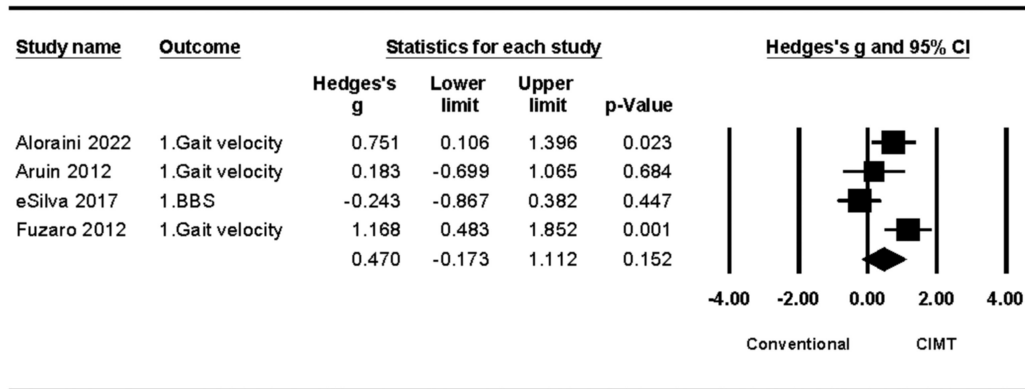 Study name Outcome Statistics for each study Hedges's g and 95% CI
Hedges's g Lower limit Upper limit p-Value
Aloraini 2022 1.Gait velocity 0.751 0.106 1.396 0.023
Aruin 2012 1.Gait velocity 0.183 -0.699 1.065 0.684
eSilva 2017 1.BBS -0.243 -0.867 0.382 0.447
Fuzaro 2012 1.Gait velocity 1.168 0.483 1.852 0.001
0.470 -0.173 1.112 0.152
-4.00 -2.00 0.00 2.00 4.00
Conventional CIMT